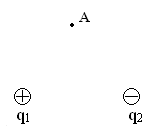 A
+ −
q₁ q₂